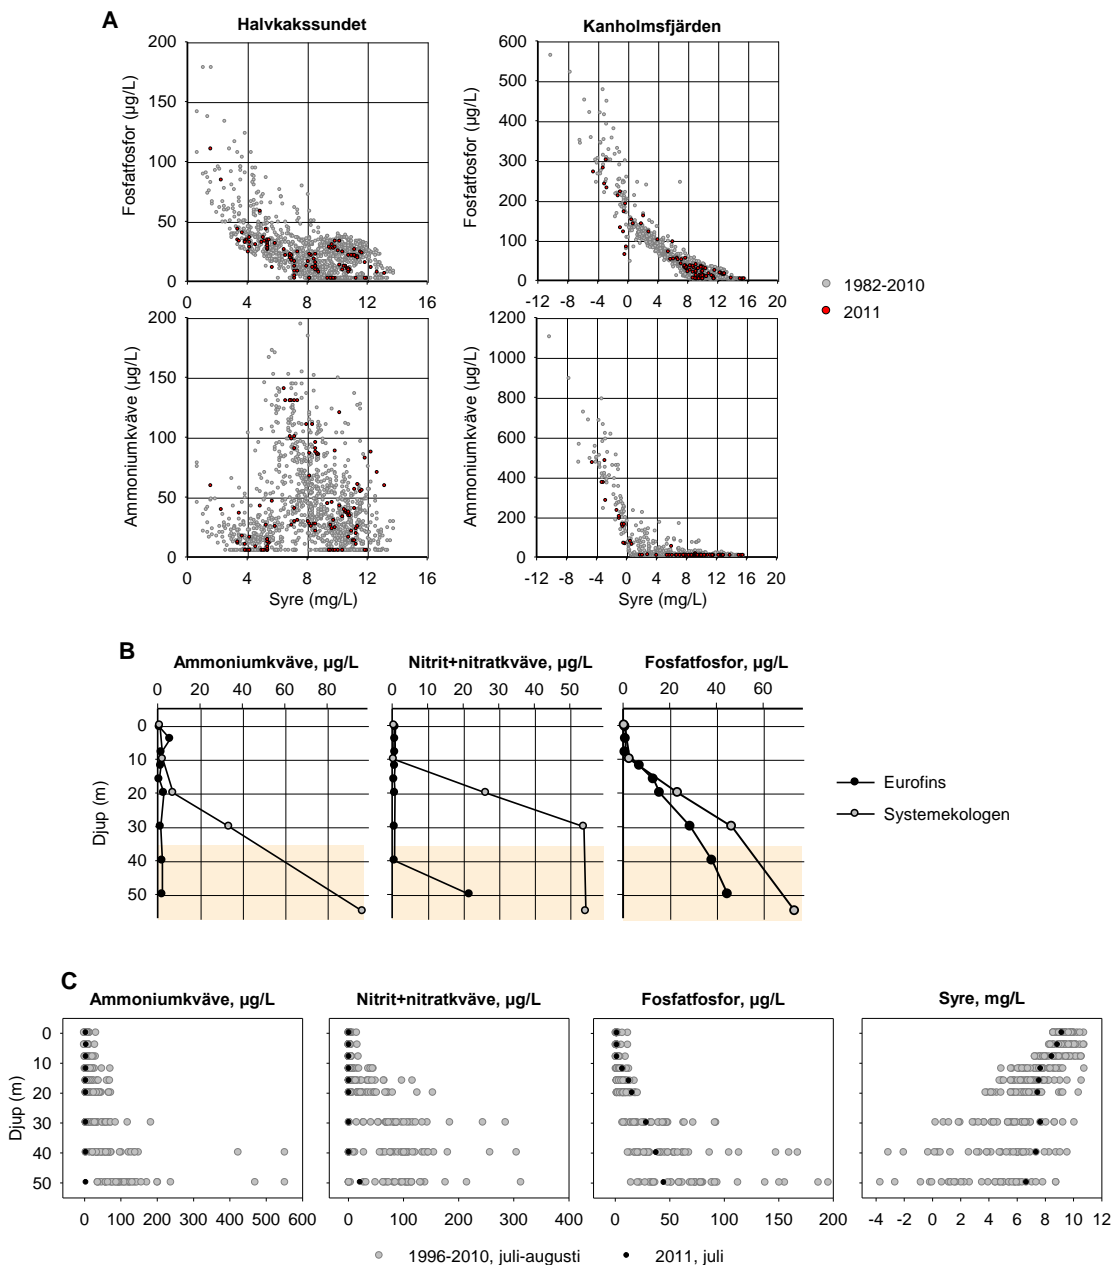 A
Halvkakssundet
Kanholmsfjärden
Fosfatfosfor (µg/L)
200
150
100
50
0
0 4 8 12 16
Fosfatfosfor (µg/L)
600
500
400
300
200
100
0
-12 -8 -4 0 4 8 12 16 20
1982-2010
2011
Ammoniumkväve (µg/L)
200
150
100
50
0
0 4 8 12 16
Syre (mg/L)
Ammoniumkväve (µg/L)
1200
1000
800
600
400
200
0
-12 -8 -4 0 4 8 12 16 20
Syre (mg/L)
B
Ammoniumkväve, µg/L
Nitrit+nitratkväve, µg/L
Fosfatfosfor, µg/L
0 20 40 60 80
0 10 20 30 40 50
0 20 40 60
Djup (m)
0
10
20
30
40
50
Eurofins
Systemekologen
C
Ammoniumkväve, µg/L
Nitrit+nitratkväve, µg/L
Fosfatfosfor, µg/L
Syre, mg/L
Djup (m)
0
10
20
30
40
50
0 100 200 300 400 500 600
0 100 200 300 400
0 50 100 150 200
-4 -2 0 2 4 6 8 10 12
1996-2010, juli-augusti
2011, juli